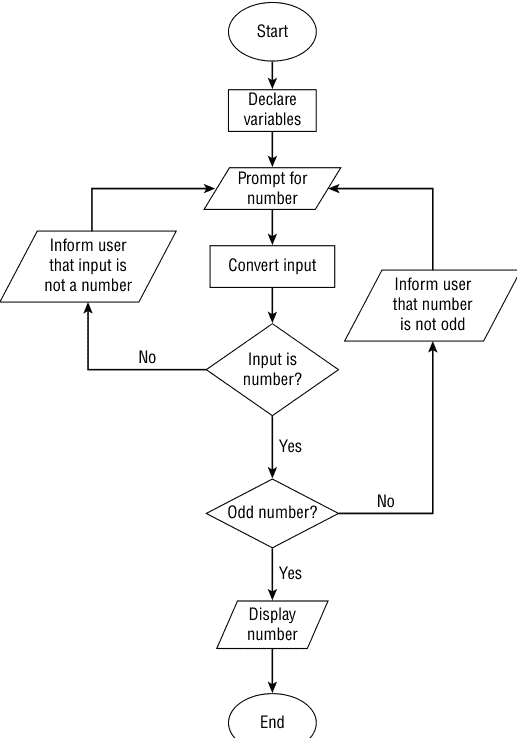 Start
Declare
variables
Prompt for
number
Inform user
that input is
not a number
Convert input
Inform user
that number
is not odd
No
Input is
number?
Yes
Odd number?
No
Yes
Display
number
End